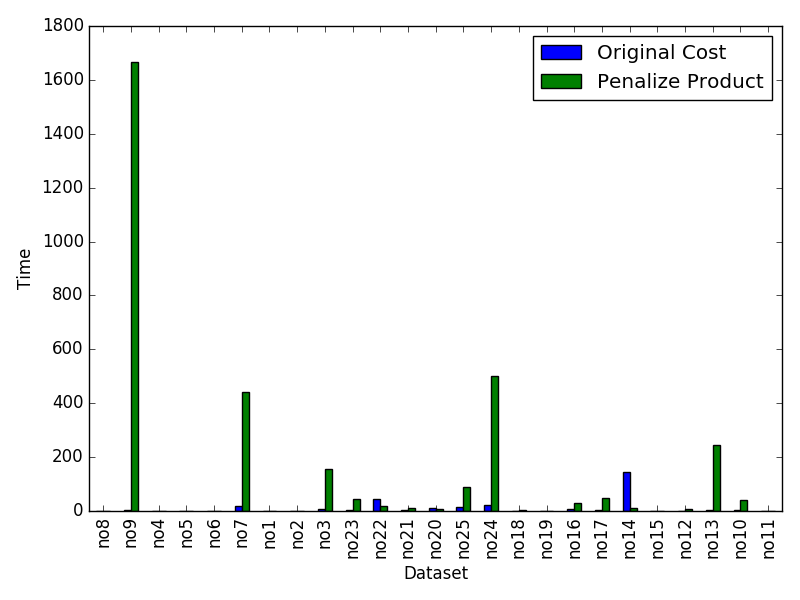 1800
1600
1400
1200
1000
800
600
400
200
0
Time
Original Cost
Penalize Product
no8
no9
no4
no5
no6
no7
no1
no2
no3
no23
no22
no21
no20
no25
no24
no18
no19
no16
no17
no14
no15
no12
no13
no10
no11
Dataset